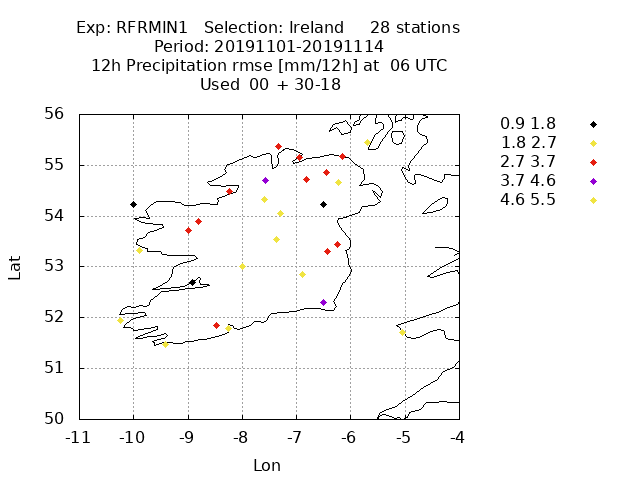 Exp: RFRMIN1 Selection: Ireland 28 stations
Period: 20191101-20191114
12h Precipitation rmse [mm/12h] at 06 UTC
Used 00 + 30-18
56
55
54
53
52
51
50
-11 -10 -9 -8 -7 -6 -5 -4
Lat
Lon
0.9 1.8
1.8 2.7
2.7 3.7
3.7 4.6
4.6 5.5